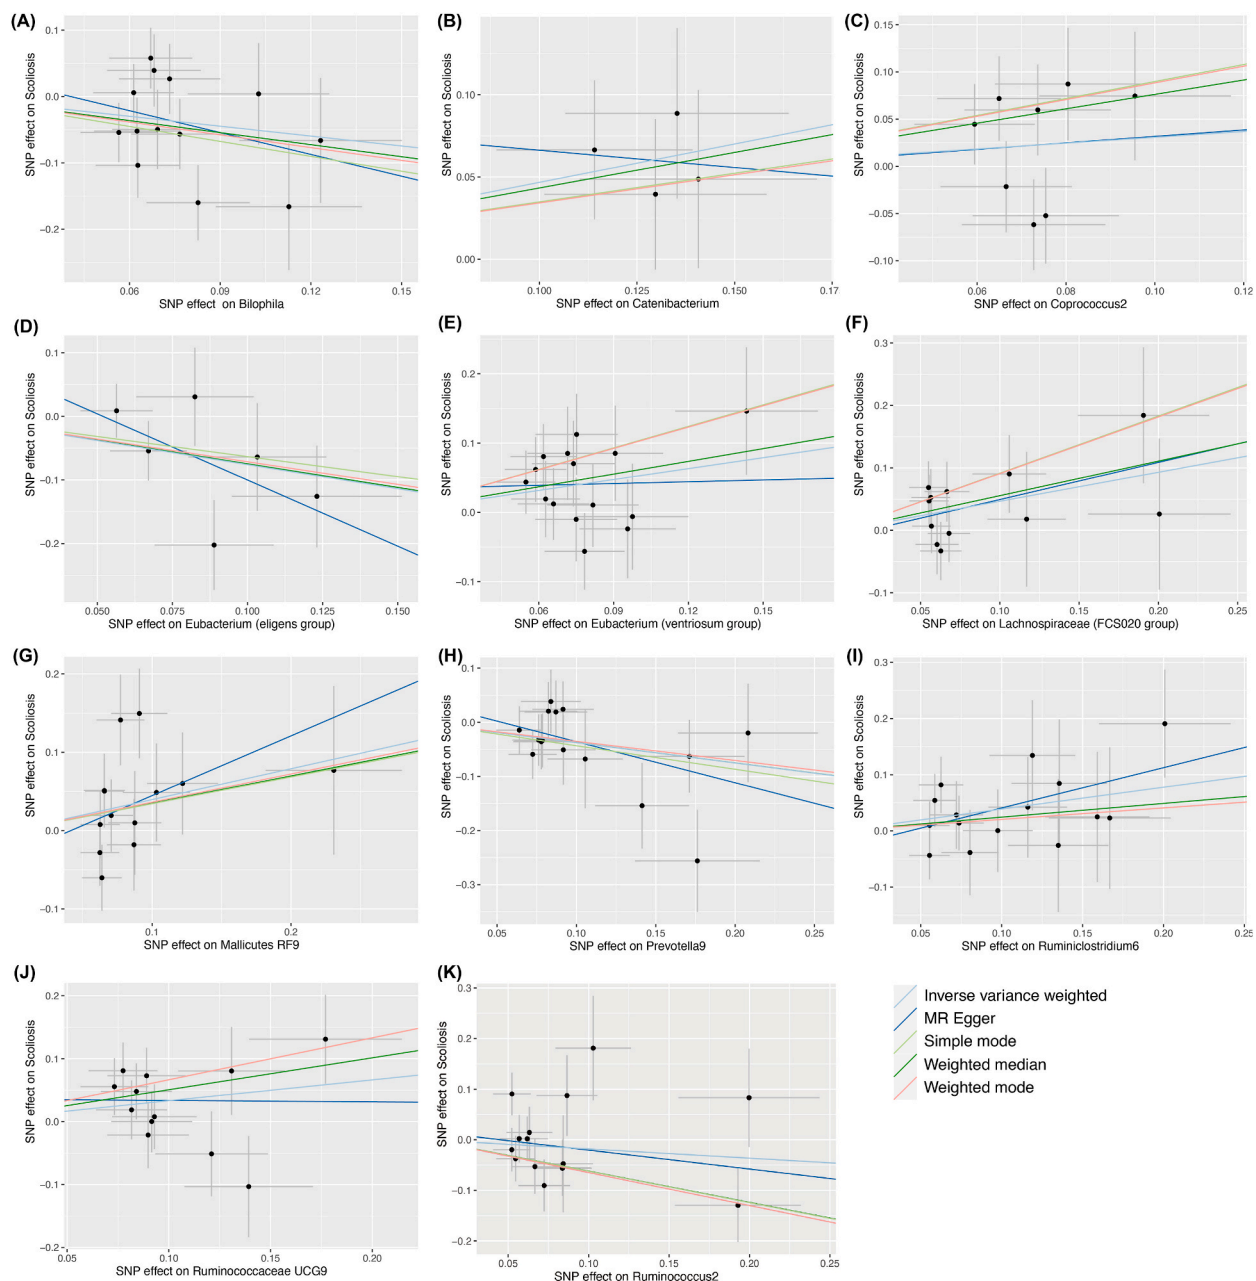 (A)
SNP effect on Scoliosis
0.1
0.0
−0.1
−0.2
0.06
0.09
0.12
0.15
SNP effect on Bilophila
(B)
SNP effect on Scoliosis
0.10
0.05
0.00
0.100
0.125
0.150
0.17
SNP effect on Catenibacterium
(C)
SNP effect on Scoliosis
0.15
0.10
0.05
0.00
−0.05
−0.10
0.06
0.08
0.10
0.12
SNP effect on Coprococcus2
(D)
SNP effect on Scoliosis
0.1
0.0
−0.1
−0.2
0.050
0.075
0.100
0.125
0.150
SNP effect on Eubacterium (eligens group)
(E)
SNP effect on Scoliosis
0.2
0.1
0.0
−0.1
0.06
0.09
0.12
0.15
SNP effect on Eubacterium (ventriosum group)
(F)
SNP effect on Scoliosis
0.3
0.2
0.1
0.0
−0.1
0.05
0.10
0.15
0.20
0.25
SNP effect on Lachnospiraceae (FCS020 group)
(G)
SNP effect on Scoliosis
0.2
0.1
0.0
−0.1
0.1
0.2
SNP effect on Mallicutes RF9
(H)
SNP effect on Scoliosis
0.1
0.0
−0.1
−0.2
−0.3
0.05
0.10
0.15
0.20
0.25
SNP effect on Prevotella9
(I)
SNP effect on Scoliosis
0.3
0.2
0.1
0.0
−0.1
0.05
0.10
0.15
0.20
0.25
SNP effect on Ruminiclostridium6
(J)
SNP effect on Scoliosis
0.2
0.1
0.0
−0.1
−0.2
0.05
0.10
0.15
0.20
SNP effect on Ruminococcaceae UCG9
(K)
SNP effect on Scoliosis
0.3
0.2
0.1
0.0
−0.1
−0.2
0.05
0.10
0.15
0.20
0.25
SNP effect on Ruminococcus2
Inverse variance weighted
MR Egger
Simple mode
Weighted median
Weighted mode